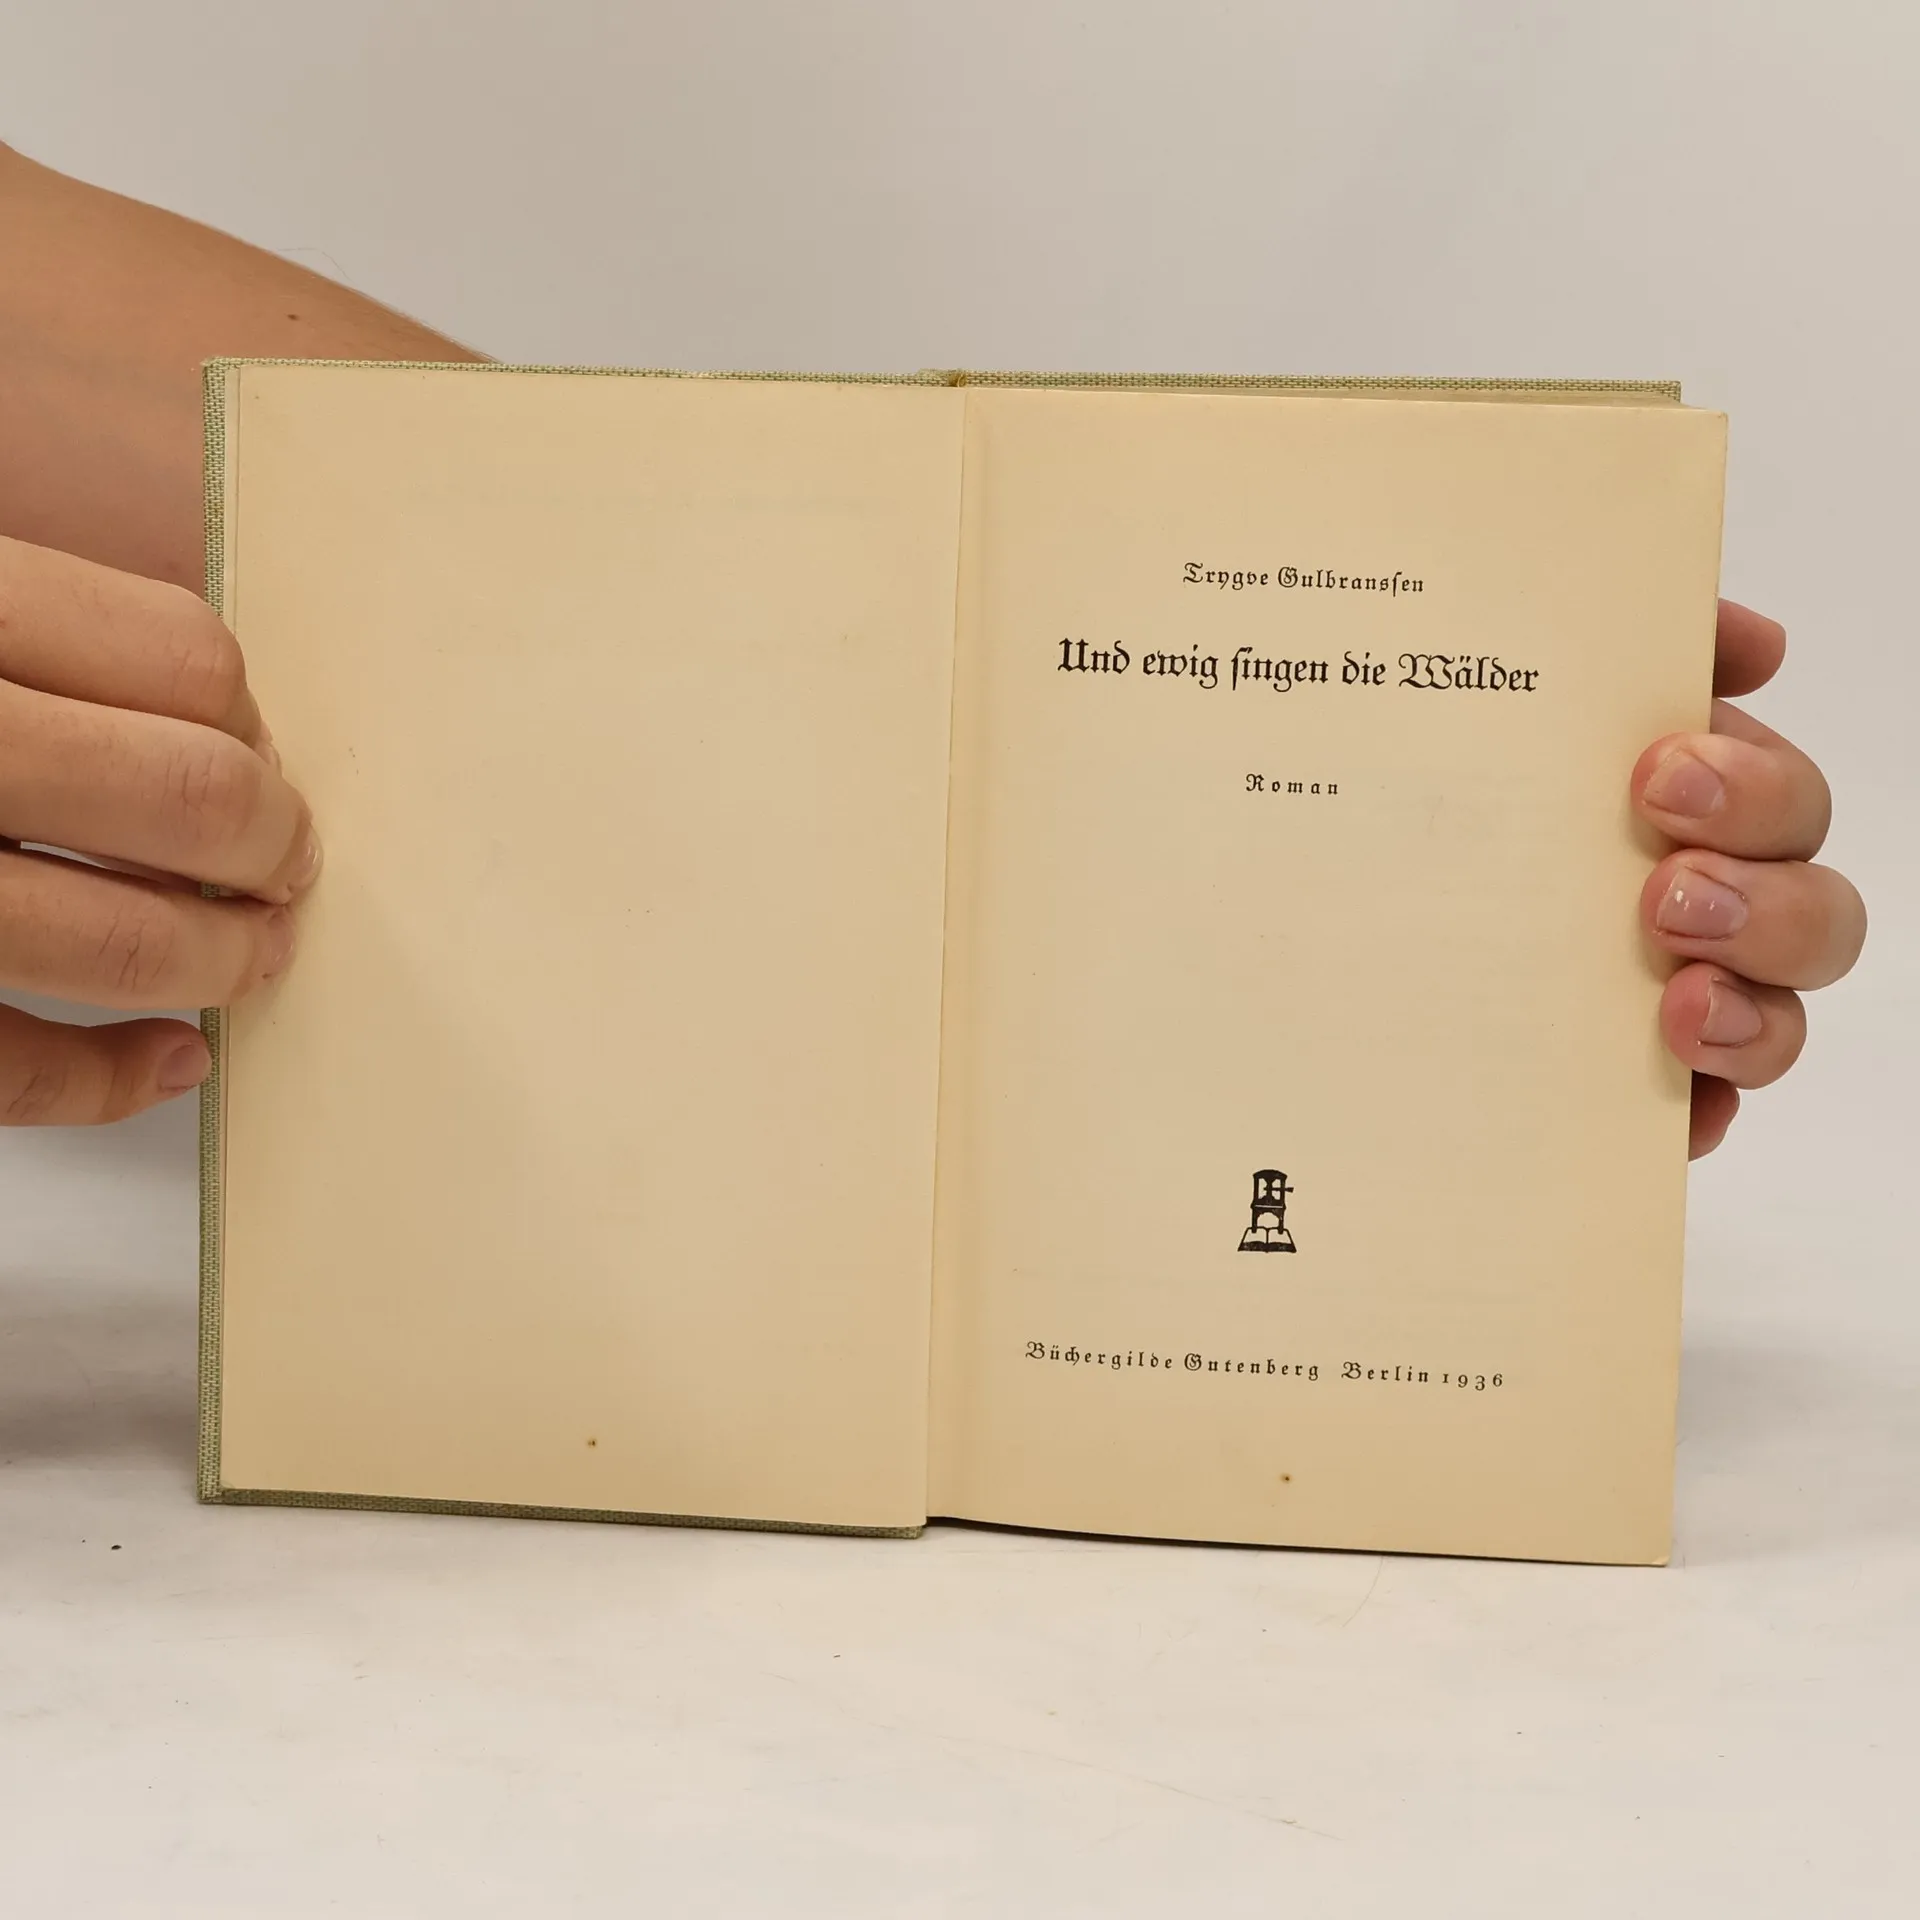 Trygve Gulbransſen
Und ewig ſingen die Wälder
Roman
Büchergilde Gutenberg Berlin 1936